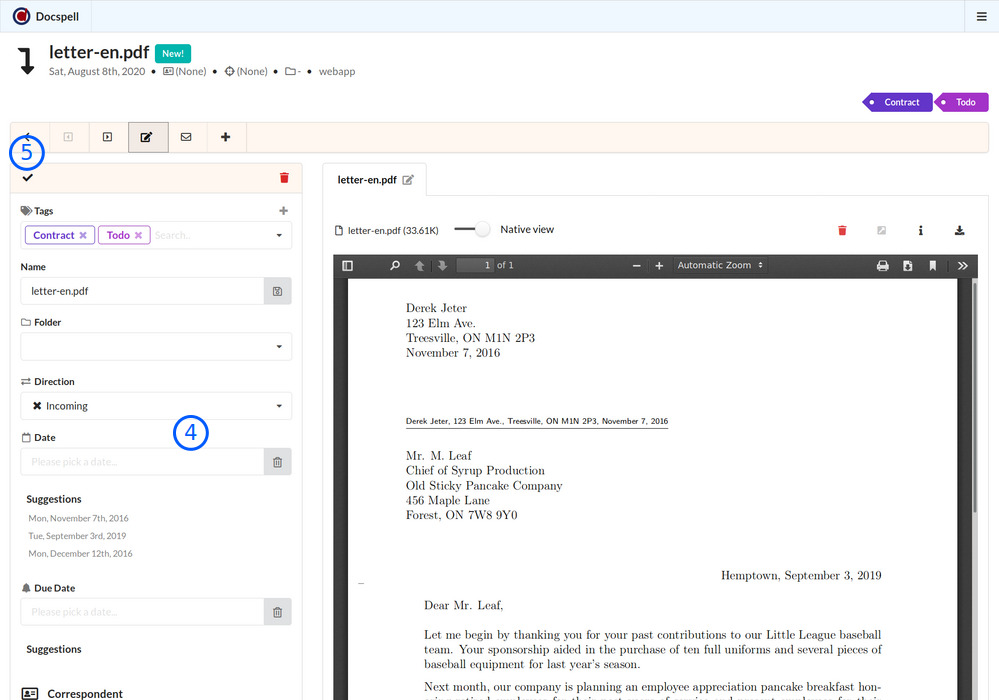 Docspell
letter-en.pdf New!
Sat, August 8th, 2020 • (None) • (None) • - • webapp
Contract Todo
5
Tags
Contract ✖ Todo ✖ Search..
Name
letter-en.pdf
Folder
Direction
✖ Incoming
4
Date
Please pick a date...
Suggestions
Mon, November 7th, 2016
Tue, September 3rd, 2019
Mon, December 12th, 2016
Due Date
Please pick a date...
Suggestions
Correspondent
letter-en.pdf
letter-en.pdf (33.61K) Native view
1 of 1 Automatic Zoom
Derek Jeter
123 Elm Ave.
Treesville, ON M1N 2P3
November 7, 2016
Derek Jeter, 123 Elm Ave., Treesville, ON M1N 2P3, November 7, 2016
Mr. M. Leaf
Chief of Syrup Production
Old Sticky Pancake Company
456 Maple Lane
Forest, ON 7W8 9Y0
Hemptown, September 3, 2019
Dear Mr. Leaf,
Let me begin by thanking you for your past contributions to our Little League baseball
team. Your sponsorship aided in the purchase of ten full uniforms and several pieces of
baseball equipment for last year's season.
Next month, our company is planning an employee appreciation pancake breakfast hon-